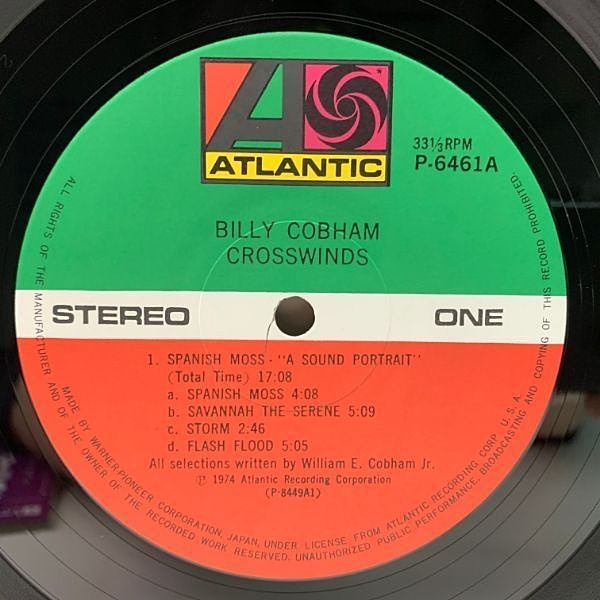 ATLANTIC
33⅓ RPM
P-6461A
BILLY COBHAM
CROSSWINDS
STEREO
ONE
1. SPANISH MOSS - "A SOUND PORTRAIT"
(Total Time) 17:08
a. SPANISH MOSS 4:08
b. SAVANNAH THE SERENE 5:09
c. STORM 2:46
d. FLASH FLOOD 5:05
All selections written by William E. Cobham Jr.
℗ 1974 Atlantic Recording Corporation
(P-8449A1)
MADE BY WARNER-PIONEER CORPORATION, JAPAN, UNDER LICENSE FROM ATLANTIC RECORDING CORP. U.S.A.
ALL RIGHTS OF THE MANUFACTURER AND OF THE OWNER OF THE RECORDED WORK RESERVED. UNAUTHORIZED PUBLIC PERFORMANCE, BROADCASTING AND COPYING OF THIS RECORD PROHIBITED.